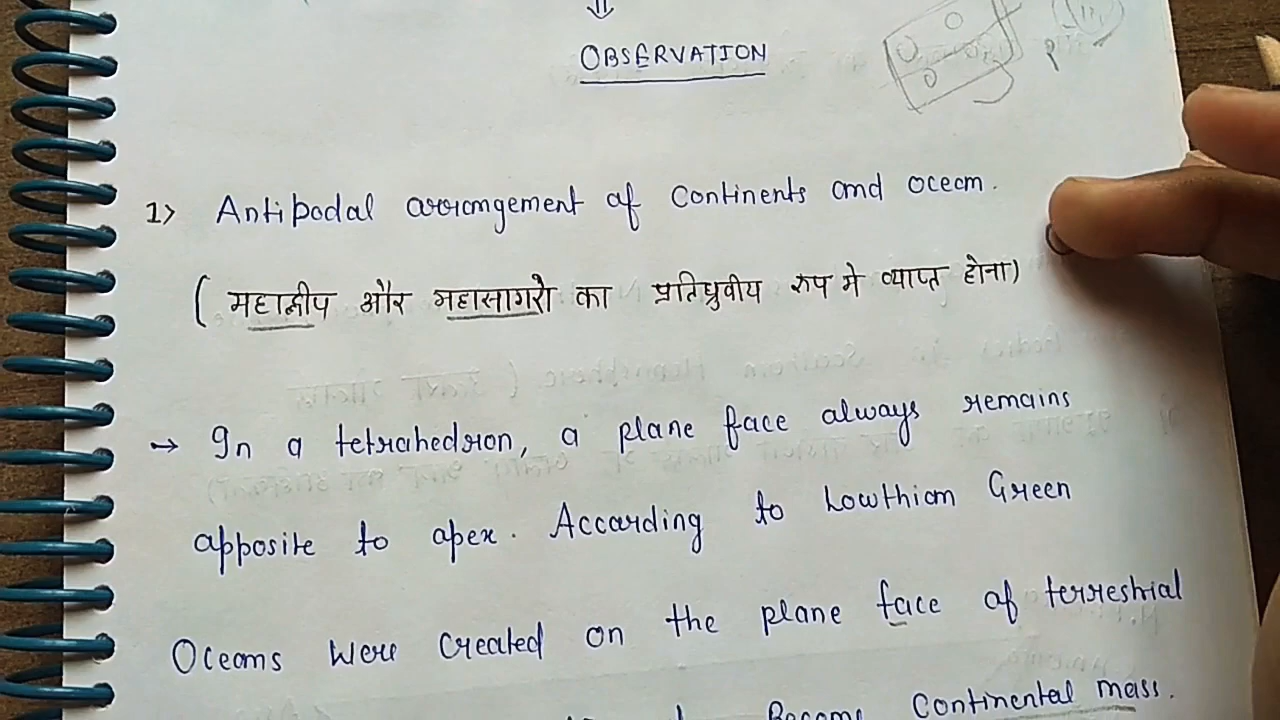 ⇓
OBSERVATION
1> Antipodal arrangement of Continents and ocean.
( महाद्वीप और महासागरो का प्रतिध्रुवीय रुप मे व्याप्त होना)
→ In a tetrahedron, a plane face always remains
opposite to apex. According to Lowthian Green
Oceans were created on the plane face of terrestrial
Become Continental mass.